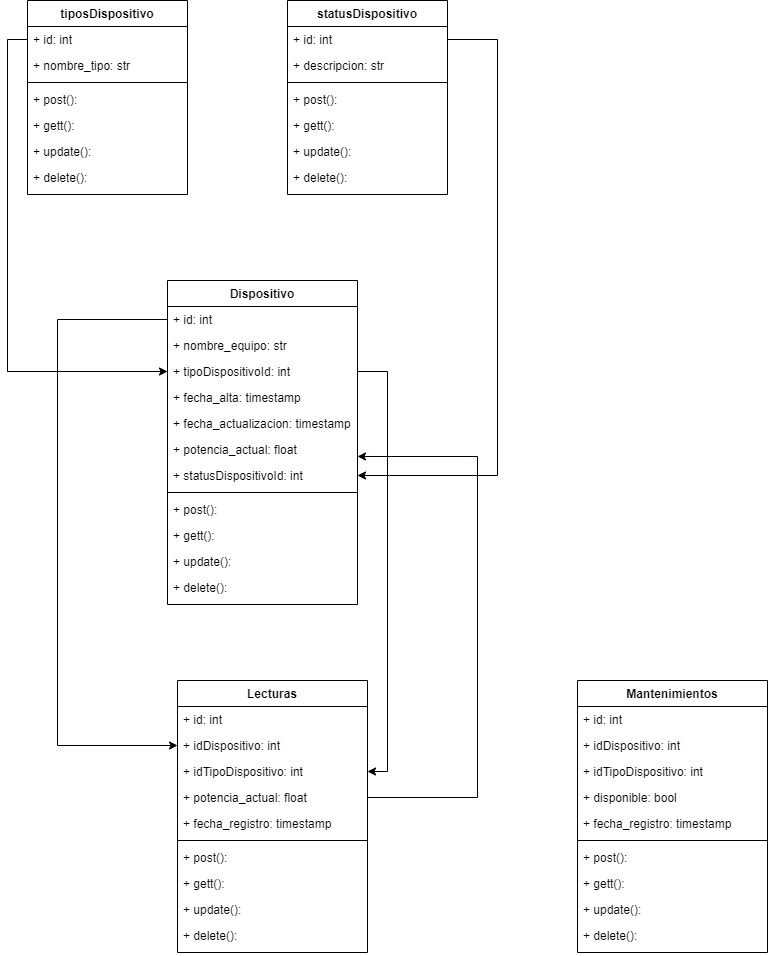 tiposDispositivo
+ id: int
+ nombre_tipo: str
+ post():
+ gett():
+ update():
+ delete():
statusDispositivo
+ id: int
+ descripcion: str
+ post():
+ gett():
+ update():
+ delete():
Dispositivo
+ id: int
+ nombre_equipo: str
+ tipoDispositivoId: int
+ fecha_alta: timestamp
+ fecha_actualizacion: timestamp
+ potencia_actual: float
+ statusDispositivoId: int
+ post():
+ gett():
+ update():
+ delete():
Lecturas
+ id: int
+ idDispositivo: int
+ idTipoDispositivo: int
+ potencia_actual: float
+ fecha_registro: timestamp
+ post():
+ gett():
+ update():
+ delete():
Mantenimientos
+ id: int
+ idDispositivo: int
+ idTipoDispositivo: int
+ disponible: bool
+ fecha_registro: timestamp
+ post():
+ gett():
+ update():
+ delete():